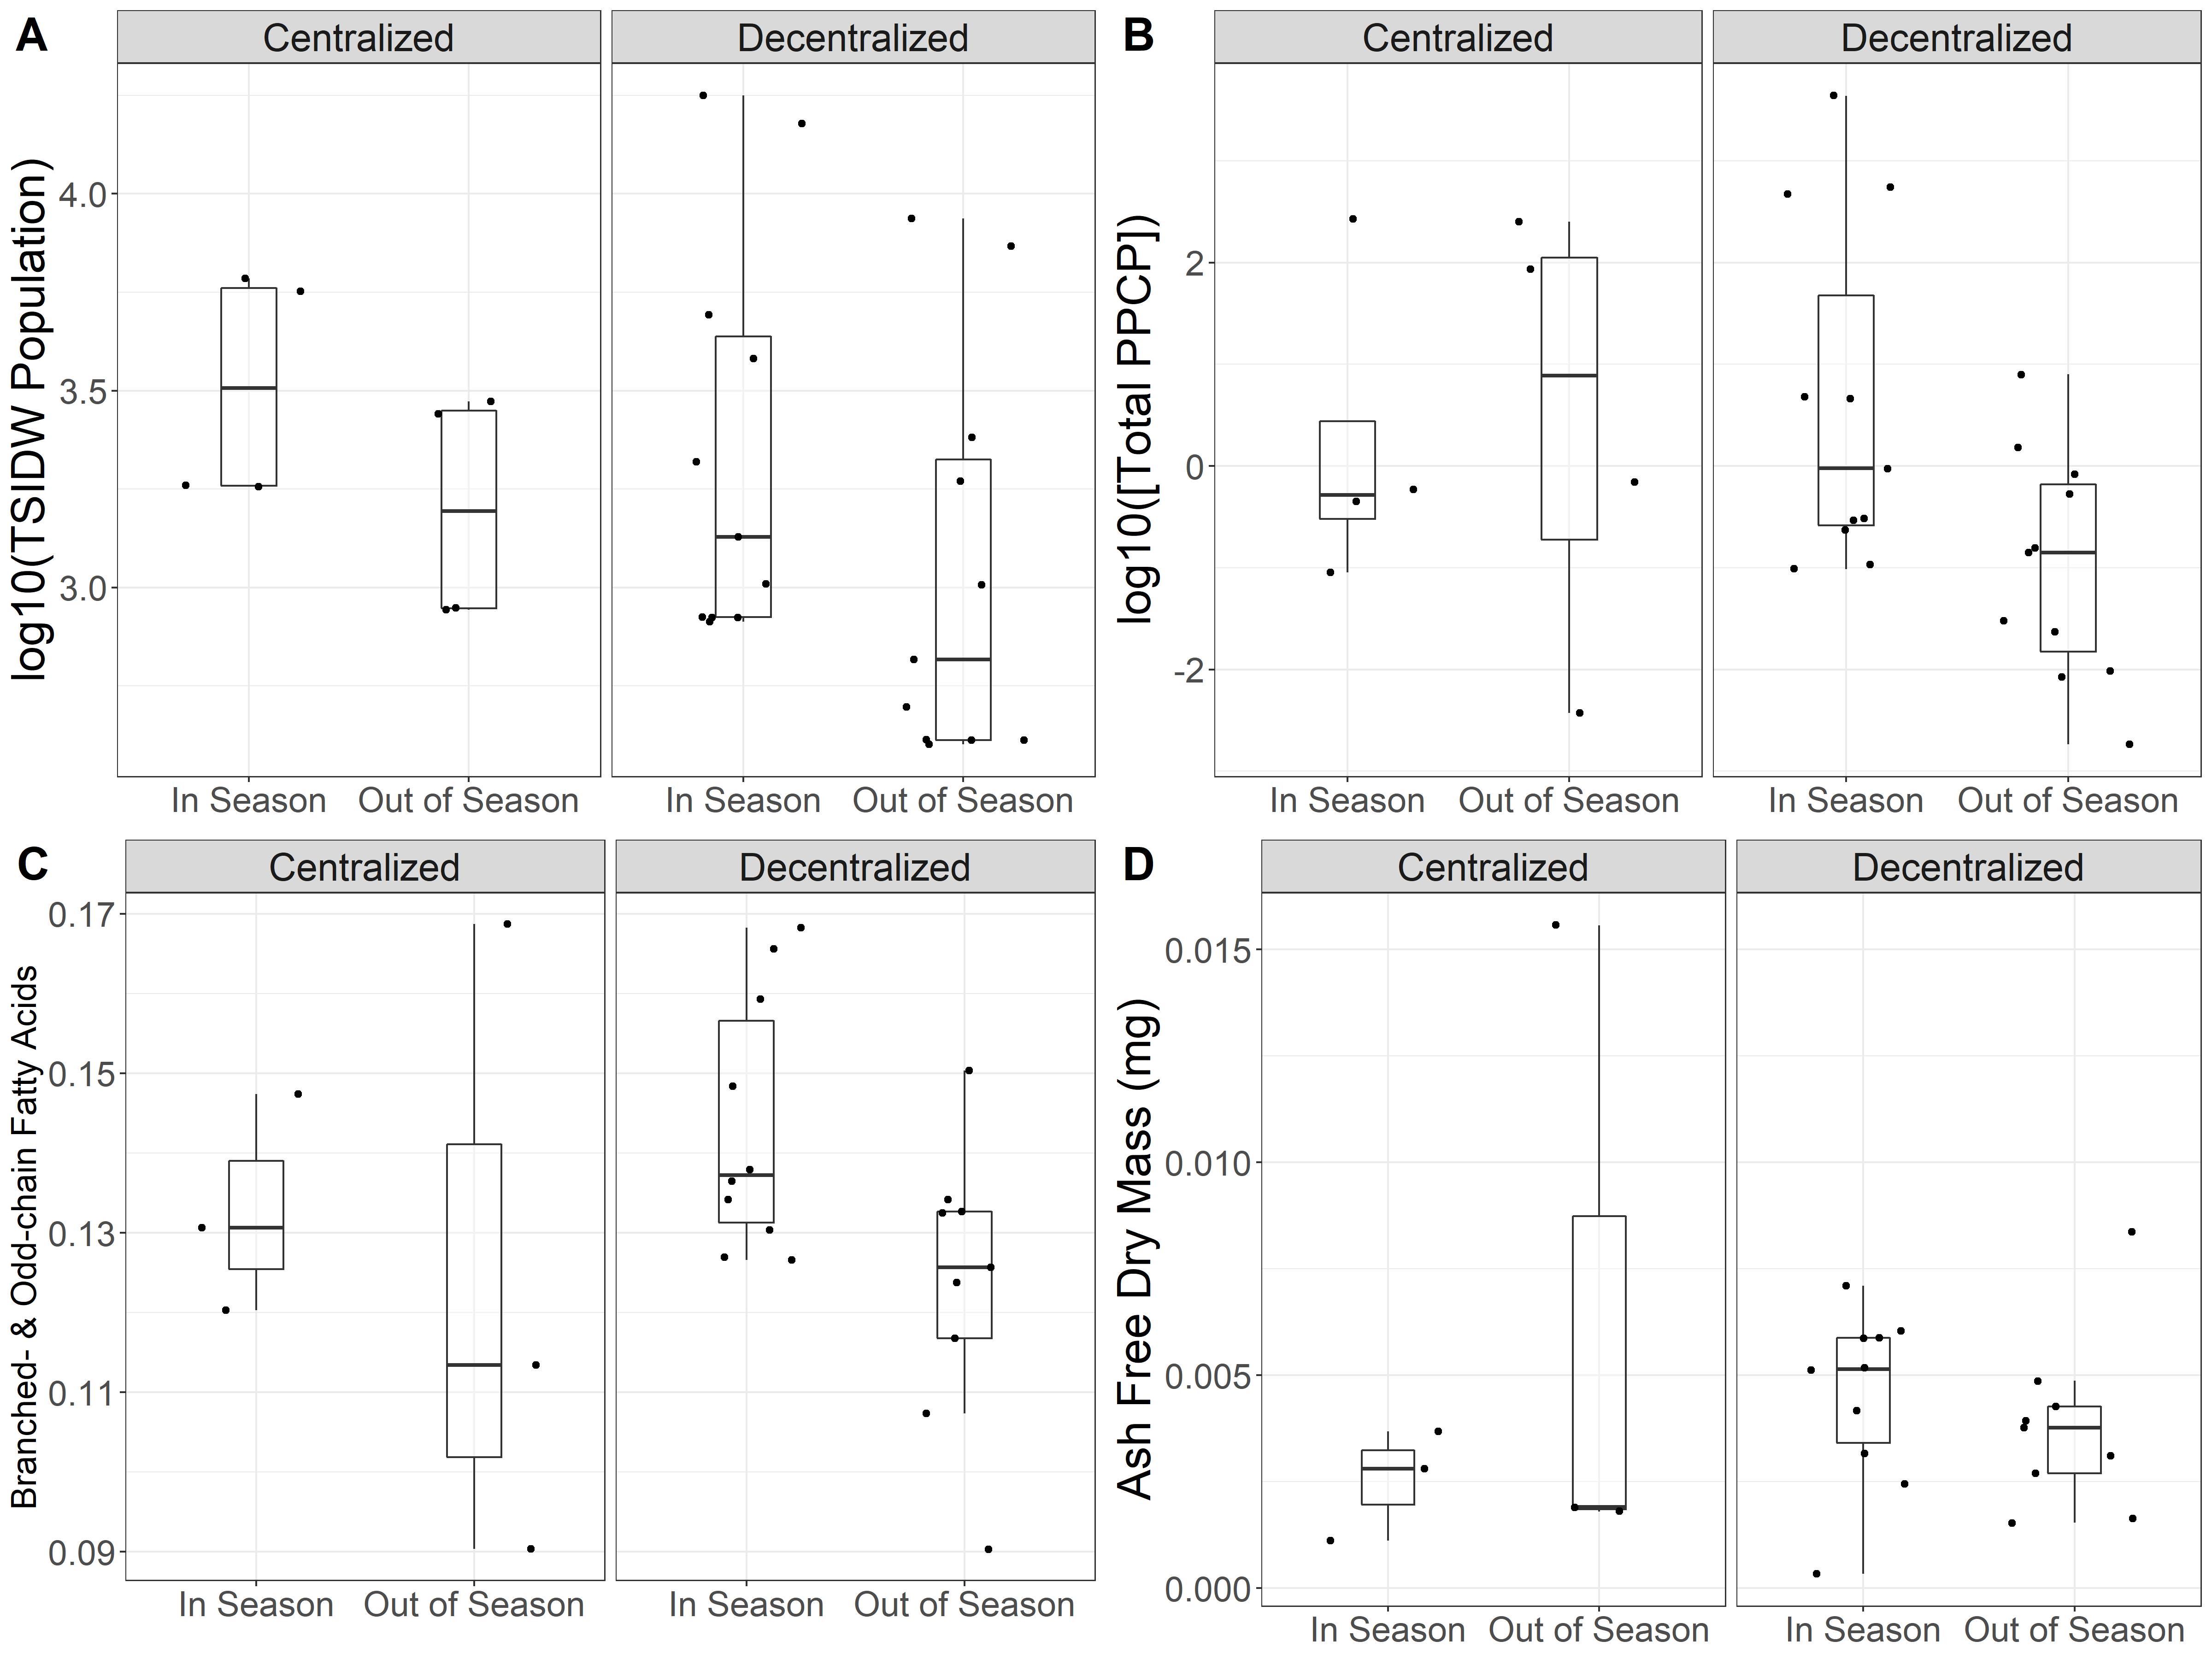 A
Centralized
Decentralized
log10(TSIDW Population)
4.0
3.5
3.0
In Season
Out of Season
In Season
Out of Season
B
Centralized
Decentralized
log10([Total PPCP])
2
0
-2
In Season
Out of Season
In Season
Out of Season
C
Centralized
Decentralized
Branched- & Odd-chain Fatty Acids
0.17
0.15
0.13
0.11
0.09
In Season
Out of Season
In Season
Out of Season
D
Centralized
Decentralized
Ash Free Dry Mass (mg)
0.015
0.010
0.005
0.000
In Season
Out of Season
In Season
Out of Season